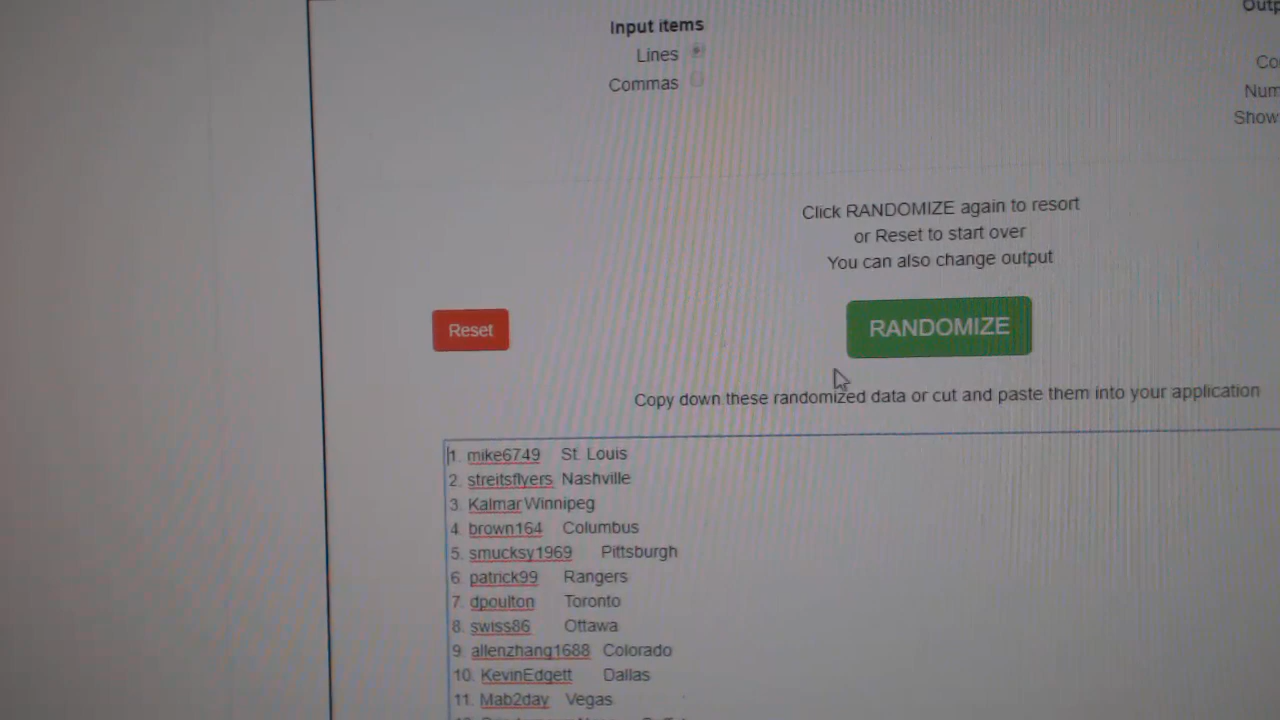 Input items
Lines
Commas
Click RANDOMIZE again to resort
or Reset to start over
You can also change output
Reset
RANDOMIZE
Copy down these randomized data or cut and paste them into your application
1. mike6749 St. Louis
2. streitsflyers Nashville
3. Kalmar Winnipeg
4. brown164 Columbus
5. smucksy1969 Pittsburgh
6. patrick99 Rangers
7. dpoulton Toronto
8. swiss86 Ottawa
9. allenzhang1688 Colorado
10. KevinEdgett Dallas
11. Mab2day Vegas